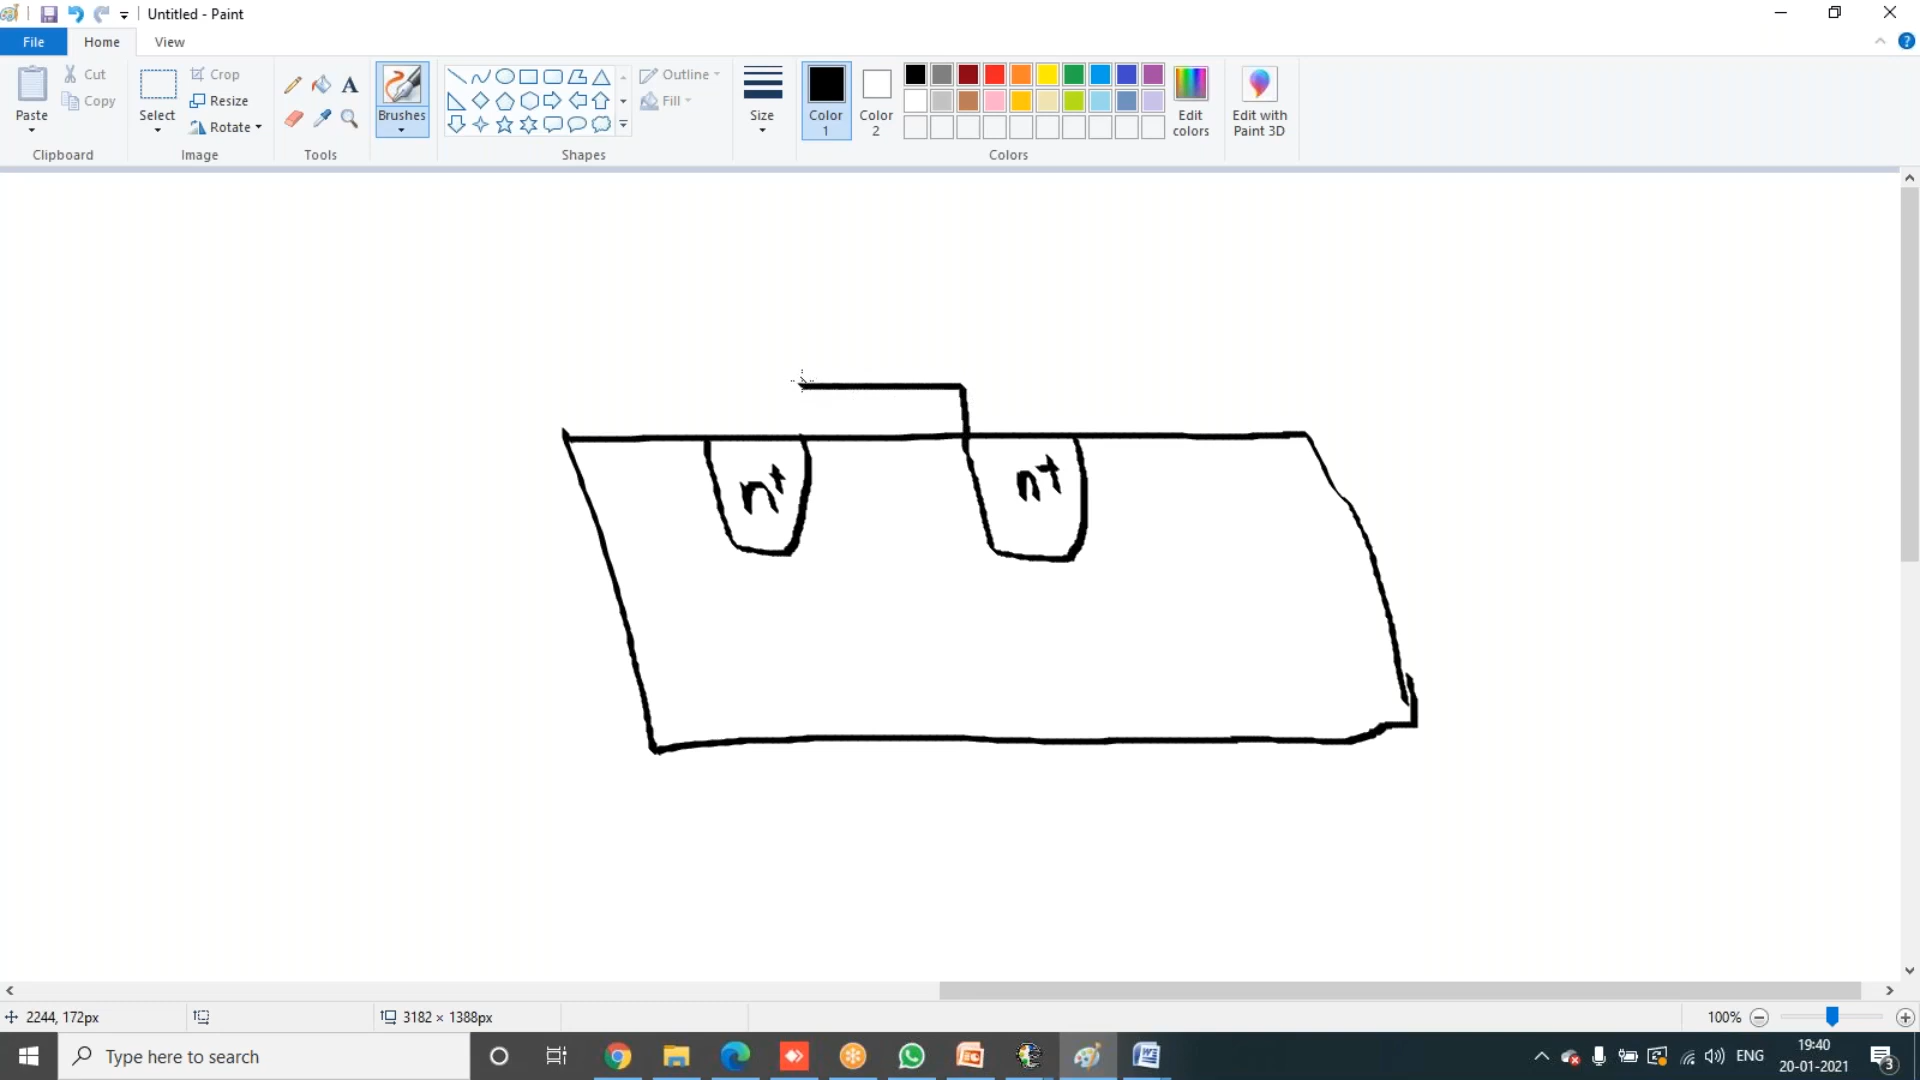 Untitled - Paint
File Home View
Paste
Cut
Copy
Clipboard
Select
Crop
Resize
Rotate
Image
A
Tools
Brushes
Outline
Fill
Shapes
Size
Color 1
Color 2
Edit colors
Colors
Edit with Paint 3D
n+
n+
2244, 172px
3182 × 1388px
100%
Type here to search
ENG
19:40
20-01-2021
3